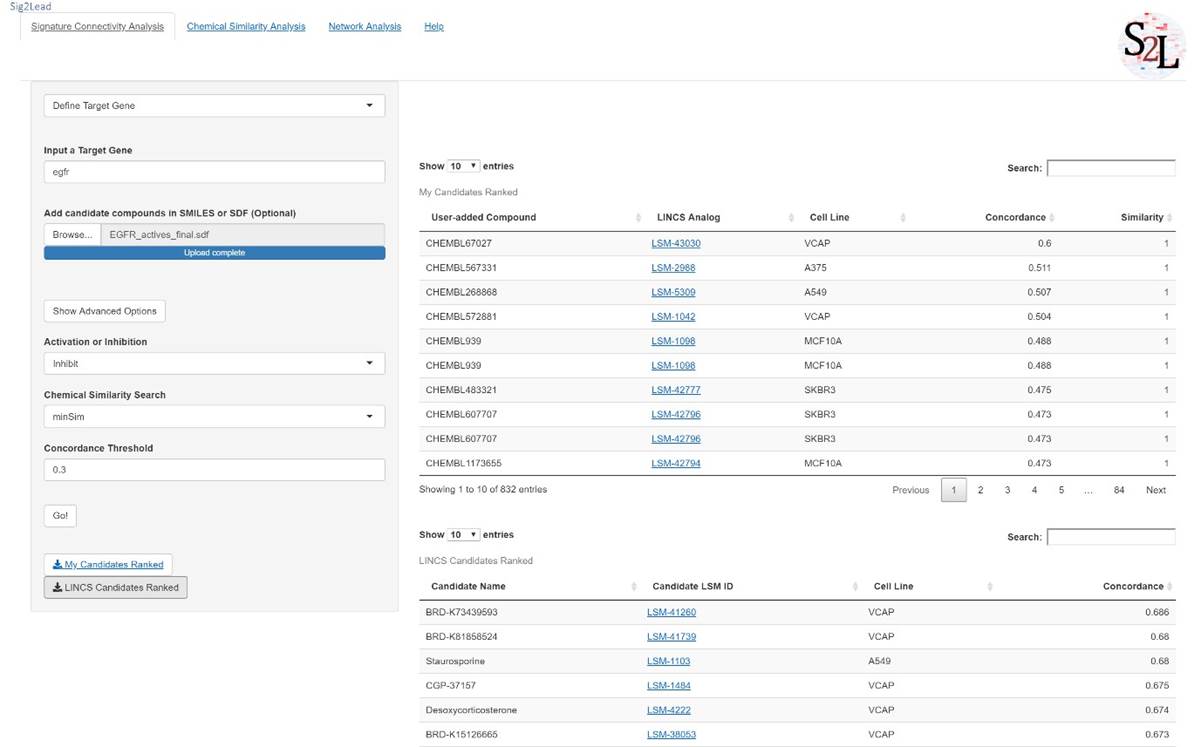 Sig2Lead
Signature Connectivity Analysis Chemical Similarity Analysis Network Analysis Help
S2L
Define Target Gene
Input a Target Gene
egfr
Add candidate compounds in SMILES or SDF (Optional)
Browse... EGFR_actives_final.sdf
Upload complete
Show Advanced Options
Activation or Inhibition
Inhibit
Chemical Similarity Search
minSim
Concordance Threshold
0.3
Go!
My Candidates Ranked
LINCS Candidates Ranked
Show 10 entries Search:
My Candidates Ranked
User-added Compound LINCS Analog Cell Line Concordance Similarity
CHEMBL67027 LSM-43030 VCAP 0.6 1
CHEMBL567331 LSM-2988 A375 0.511 1
CHEMBL268868 LSM-5309 A549 0.507 1
CHEMBL572881 LSM-1042 VCAP 0.504 1
CHEMBL939 LSM-1098 MCF10A 0.488 1
CHEMBL939 LSM-1098 MCF10A 0.488 1
CHEMBL483321 LSM-42777 SKBR3 0.475 1
CHEMBL607707 LSM-42796 SKBR3 0.473 1
CHEMBL607707 LSM-42796 SKBR3 0.473 1
CHEMBL1173655 LSM-42794 MCF10A 0.473 1
Showing 1 to 10 of 832 entries Previous 1 2 3 4 5 ... 84 Next
Show 10 entries Search:
LINCS Candidates Ranked
Candidate Name Candidate LSM ID Cell Line Concordance
BRD-K73439593 LSM-41260 VCAP 0.686
BRD-K81858524 LSM-41739 VCAP 0.68
Staurosporine LSM-1103 A549 0.68
CGP-37157 LSM-1484 VCAP 0.675
Desoxycorticosterone LSM-4222 VCAP 0.674
BRD-K15126665 LSM-38053 VCAP 0.673